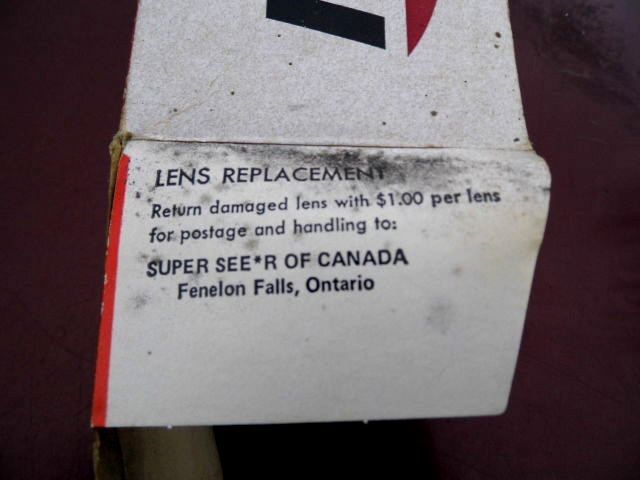 LENS REPLACEMENT
Return damaged lens with $1.00 per lens
for postage and handling to:
SUPER SEE*R OF CANADA
Fenelon Falls, Ontario